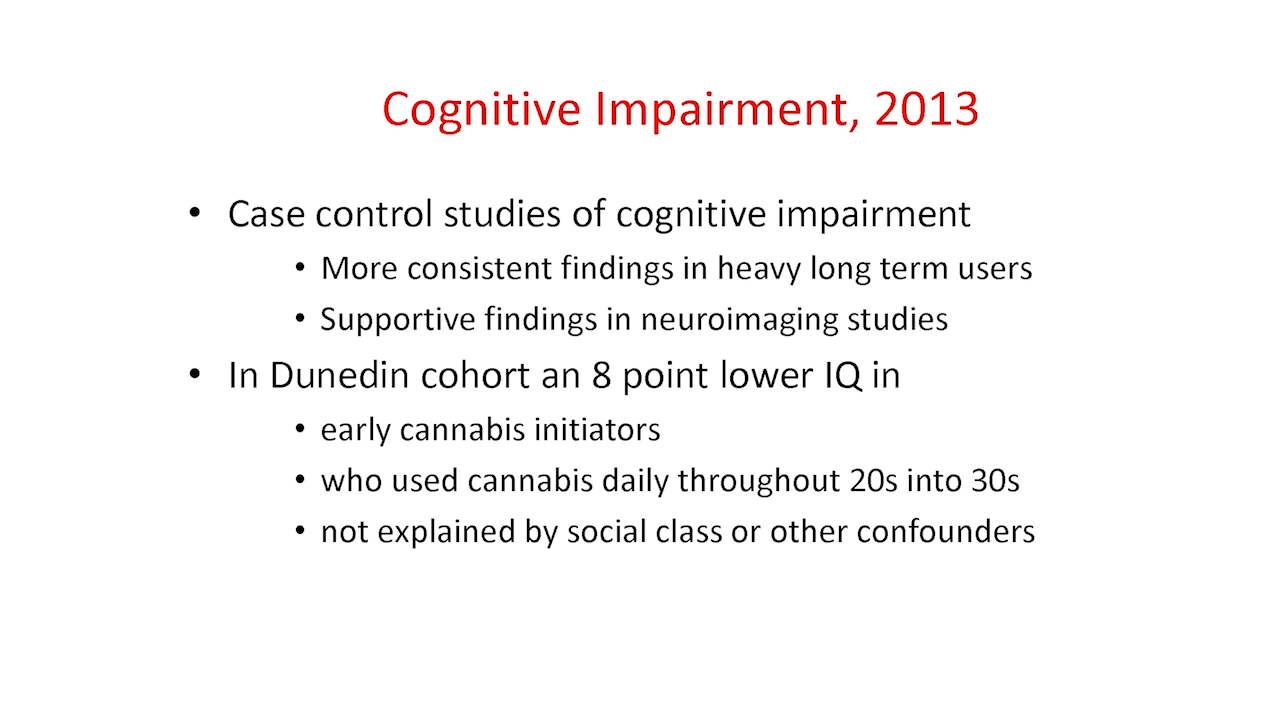 Cognitive Impairment, 2013
• Case control studies of cognitive impairment
• More consistent findings in heavy long term users
• Supportive findings in neuroimaging studies
• In Dunedin cohort an 8 point lower IQ in
• early cannabis initiators
• who used cannabis daily throughout 20s into 30s
• not explained by social class or other confounders